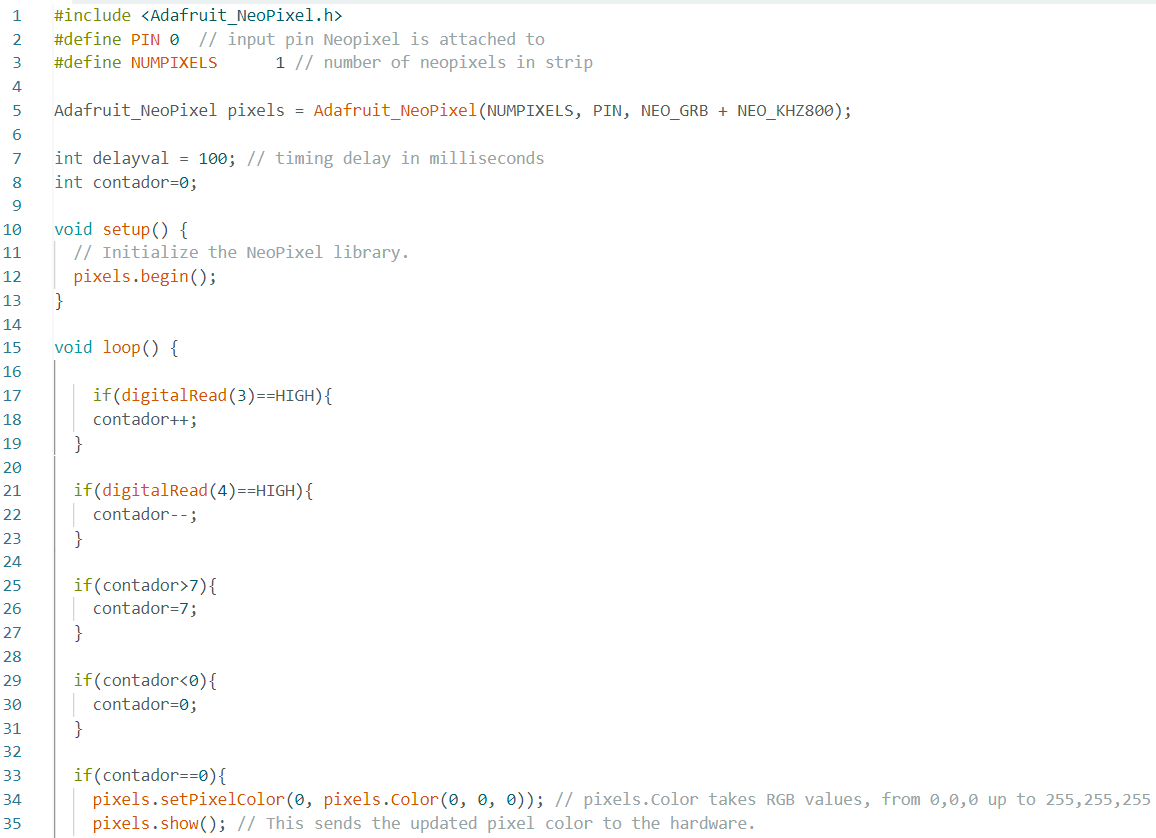 1 #include <Adafruit_NeoPixel.h>
2 #define PIN 0  // input pin Neopixel is attached to
3 #define NUMPIXELS      1 // number of neopixels in strip
4
5 Adafruit_NeoPixel pixels = Adafruit_NeoPixel(NUMPIXELS, PIN, NEO_GRB + NEO_KHZ800);
6
7 int delayval = 100; // timing delay in milliseconds
8 int contador=0;
9
10 void setup() {
11   // Initialize the NeoPixel library.
12   pixels.begin();
13 }
14
15 void loop() {
16
17     if(digitalRead(3)==HIGH){
18     contador++;
19   }
20
21   if(digitalRead(4)==HIGH){
22     contador--;
23   }
24
25   if(contador>7){
26     contador=7;
27   }
28
29   if(contador<0){
30     contador=0;
31   }
32
33   if(contador==0){
34     pixels.setPixelColor(0, pixels.Color(0, 0, 0)); // pixels.Color takes RGB values, from 0,0,0 up to 255,255,255
35     pixels.show(); // This sends the updated pixel color to the hardware.